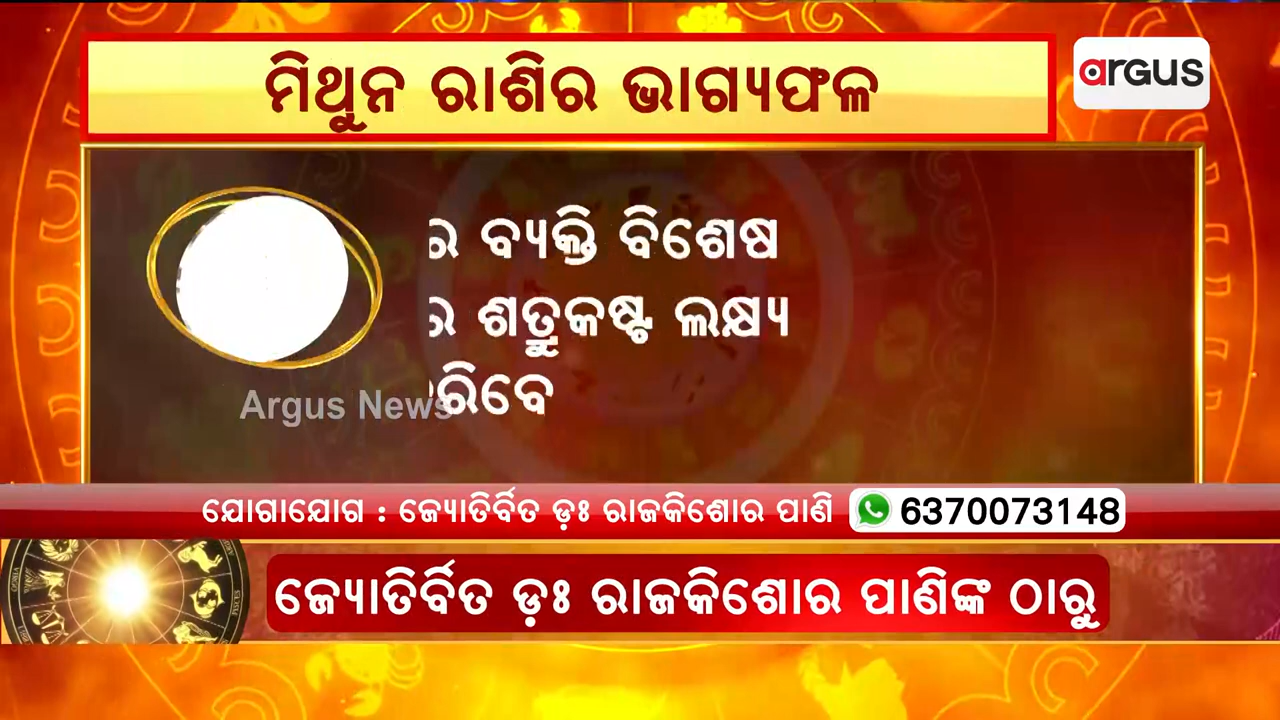 ମିଥୁନ ରାଶିର ଭାଗ୍ୟଫଳ
argus
ବ୍ୟକ୍ତି ବିଶେଷ
ଶତ୍ରୁକଷ୍ଟ ଲକ୍ଷ୍ୟ
ରିବେ
Argus News
ଯୋଗାଯୋଗ : ଜ୍ୟୋତିର୍ବିତ ଡ଼ଃ ରାଜକିଶୋର ପାଣି 6370073148
ଜ୍ୟୋତିର୍ବିତ ଡ଼ଃ ରାଜକିଶୋର ପାଣିଙ୍କ ଠାରୁ